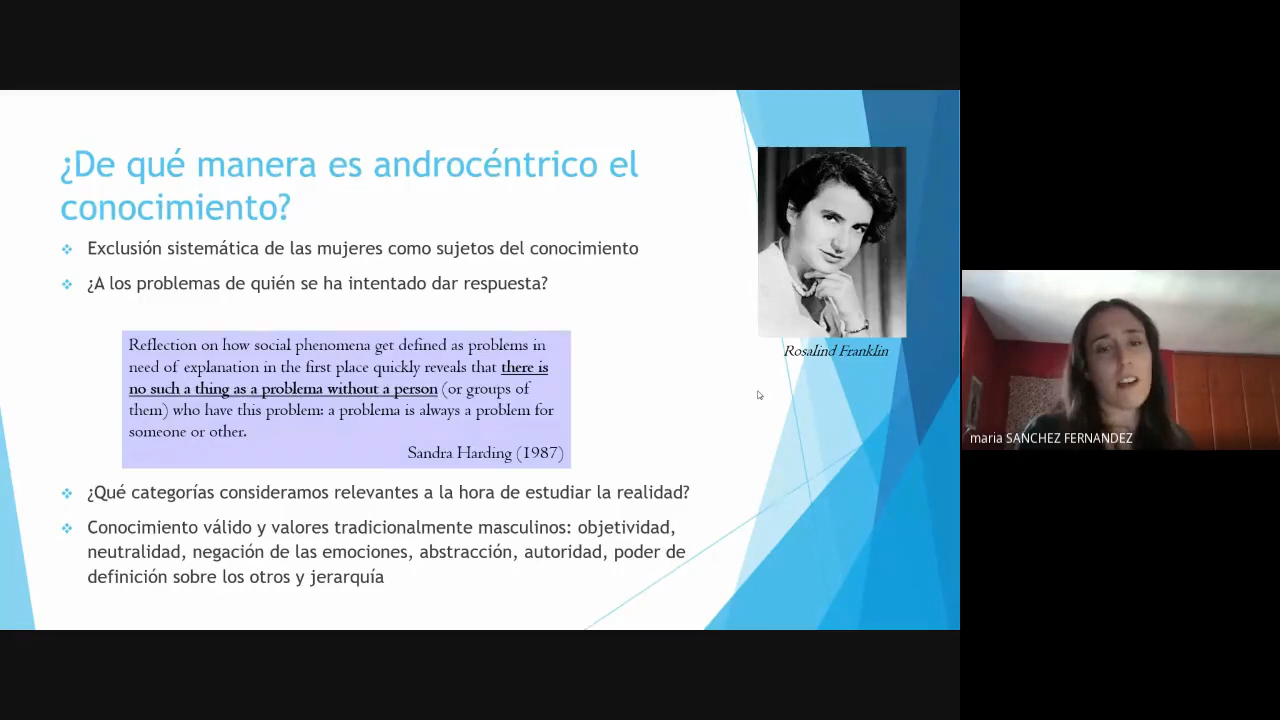 ¿De qué manera es androcéntrico el
conocimiento?
Exclusión sistemática de las mujeres como sujetos del conocimiento
¿A los problemas de quién se ha intentado dar respuesta?
Reflection on how social phenomena get defined as problems in
need of explanation in the first place quickly reveals that there is
no such a thing as a problema without a person (or groups of
them) who have this problem: a problema is always a problem for
someone or other.
Sandra Harding (1987)
¿Qué categorías consideramos relevantes a la hora de estudiar la realidad?
Conocimiento válido y valores tradicionalmente masculinos: objetividad,
neutralidad, negación de las emociones, abstracción, autoridad, poder de
definición sobre los otros y jerarquía
Rosalind Franklin
maria SANCHEZ FERNANDEZ